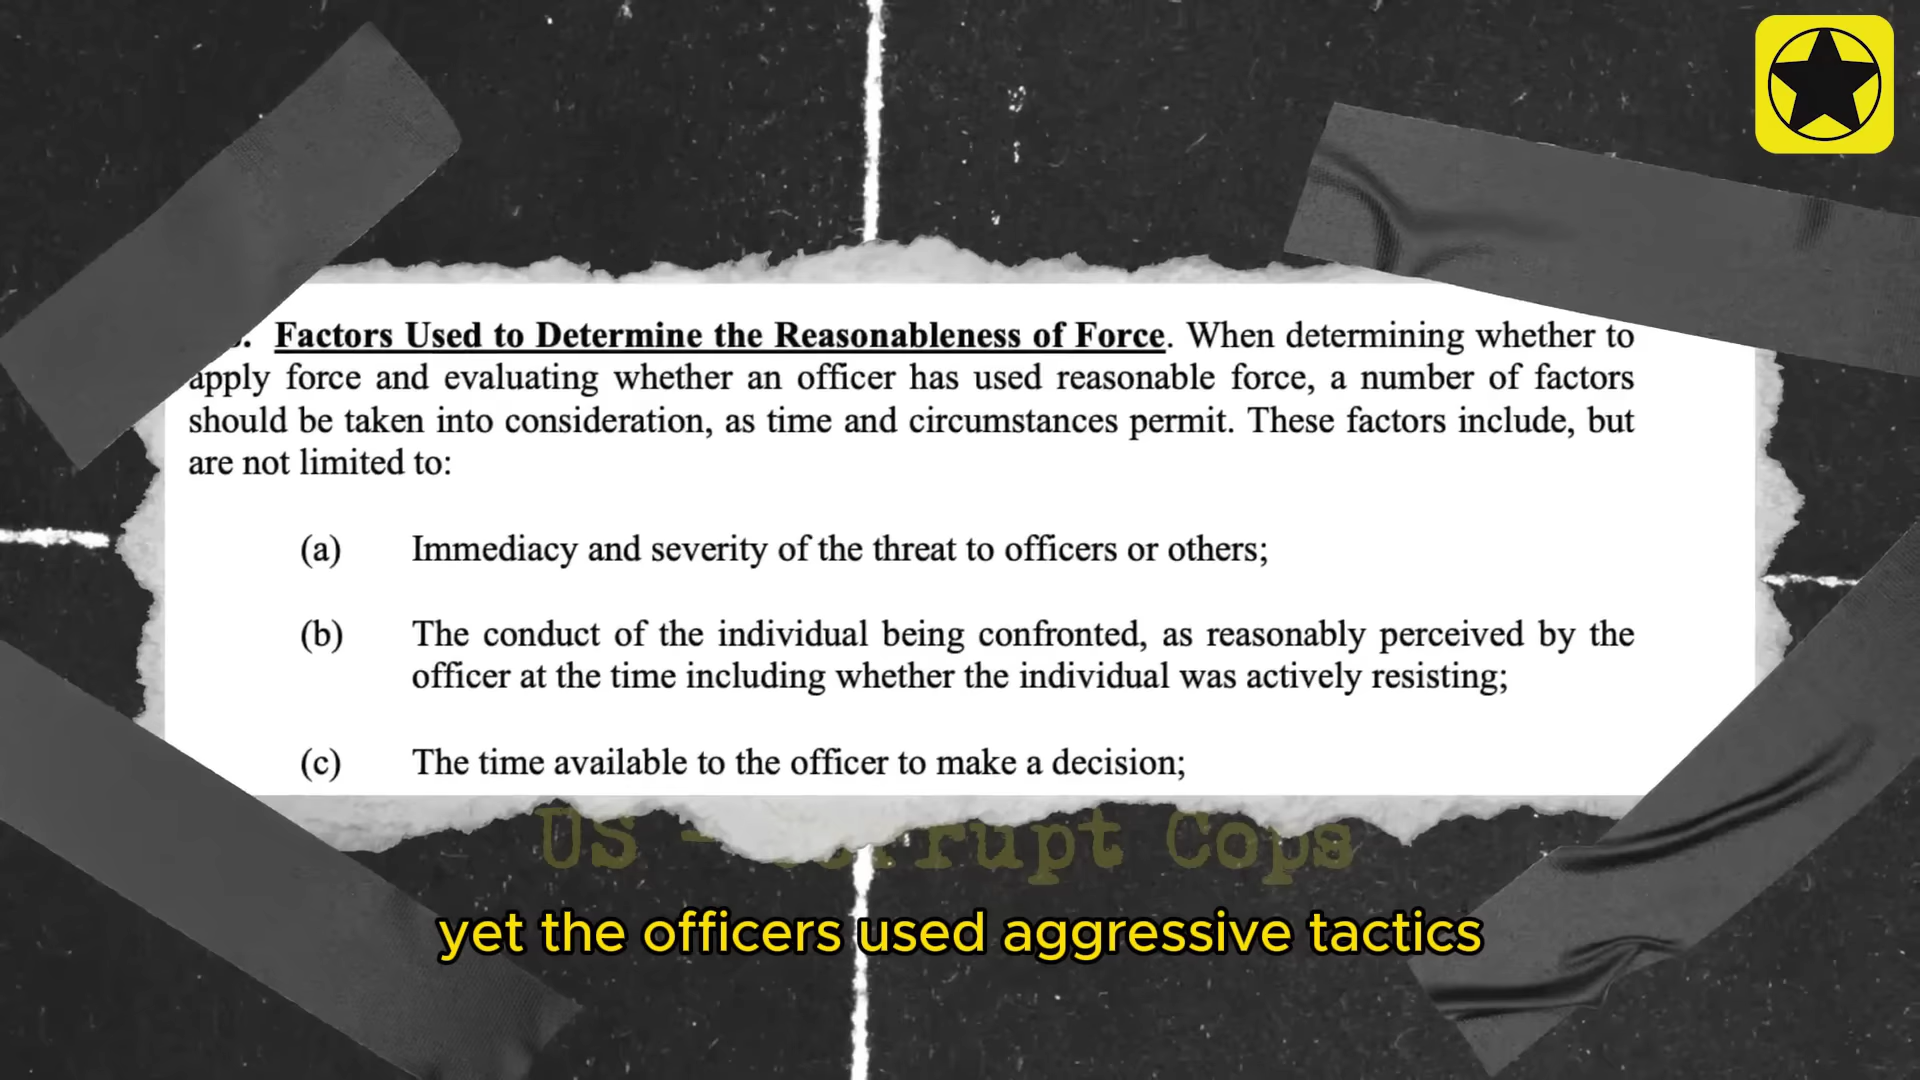 . Factors Used to Determine the Reasonableness of Force. When determining whether to
apply force and evaluating whether an officer has used reasonable force, a number of factors
should be taken into consideration, as time and circumstances permit. These factors include, but
are not limited to:
(a) Immediacy and severity of the threat to officers or others;
(b) The conduct of the individual being confronted, as reasonably perceived by the
officer at the time including whether the individual was actively resisting;
(c) The time available to the officer to make a decision;
US - rrupt Cops
yet the officers used aggressive tactics